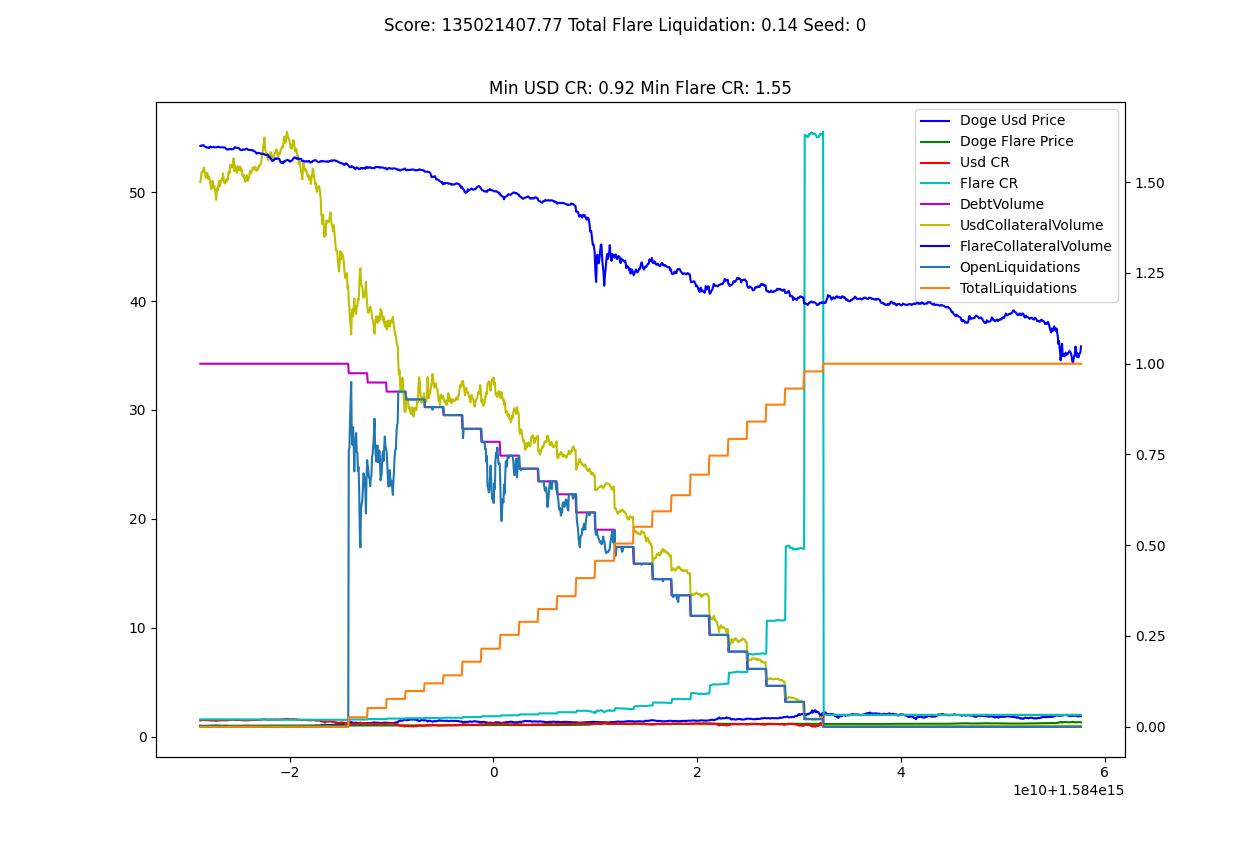 Score: 135021407.77 Total Flare Liquidation: 0.14 Seed: 0
Min USD CR: 0.92 Min Flare CR: 1.55
Doge Usd Price
Doge Flare Price
Usd CR
Flare CR
DebtVolume
UsdCollateralVolume
FlareCollateralVolume
OpenLiquidations
TotalLiquidations
50
40
30
20
10
0
1.50
1.25
1.00
0.75
0.50
0.25
0.00
−2
0
2
4
6
1e10+1.584e15